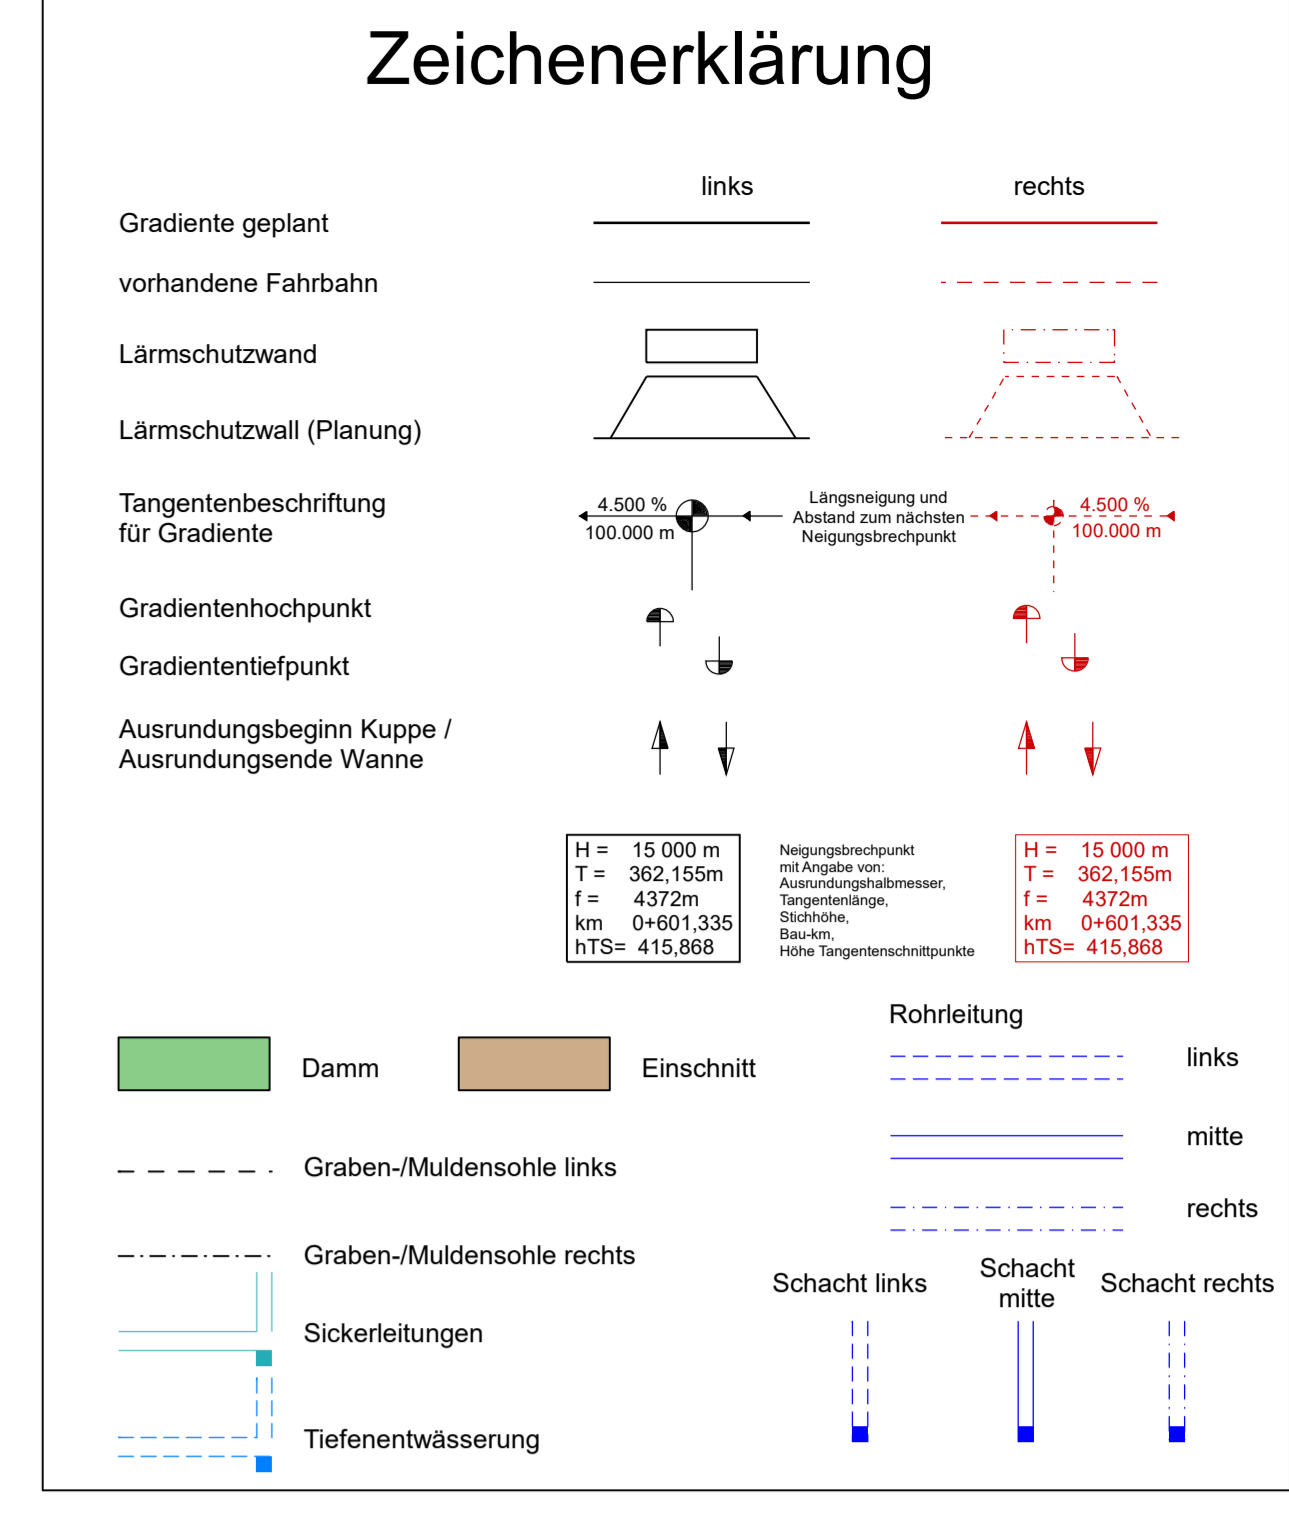 Zeichenerklärung
links
rechts
Gradiente geplant
vorhandene Fahrbahn
Lärmschutzwand
Lärmschutzwall (Planung)
Tangentenbeschriftung
für Gradiente
4.500 %
100.000 m
Längsneigung und
Abstand zum nächsten
Neigungsbrechpunkt
4.500 %
100.000 m
Gradientenhochpunkt
Gradiententiefpunkt
Ausrundungsbeginn Kuppe /
Ausrundungsende Wanne
H = 15 000 m
T = 362,155m
f = 4372m
km 0+601,335
hTS= 415,868
Neigungsbrechpunkt
mit Angabe von:
Ausrundungshalbmesser,
Tangentenlänge,
Stichhöhe,
Bau-km,
Höhe Tangentenschnittpunkte
H = 15 000 m
T = 362,155m
f = 4372m
km 0+601,335
hTS= 415,868
Damm
Einschnitt
Graben-/Muldensohle links
Graben-/Muldensohle rechts
Sickerleitungen
Tiefenentwässerung
Rohrleitung
links
mitte
rechts
Schacht links
Schacht
mitte
Schacht rechts